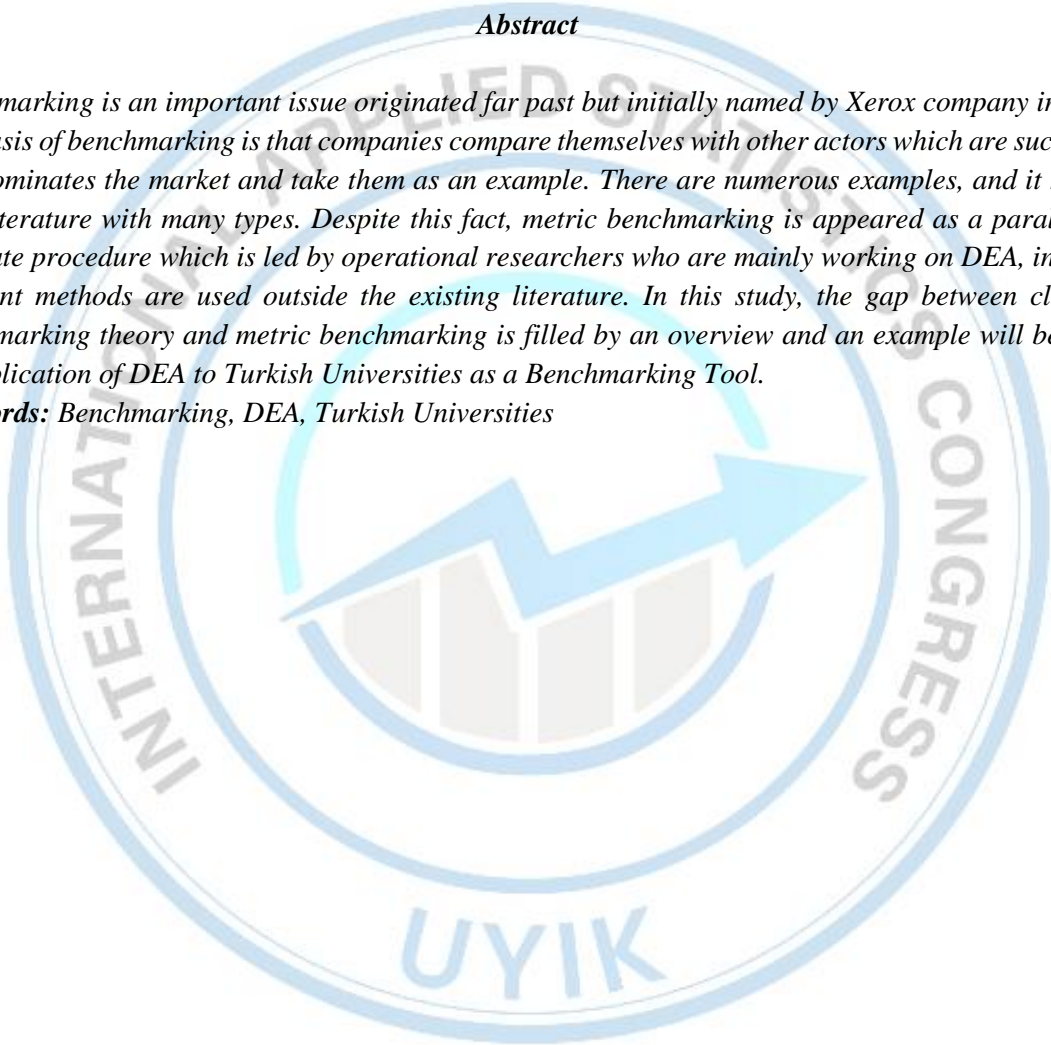 Abstract
marking is an important issue originated far past but initially named by Xerox company in
sis of benchmarking is that companies compare themselves with other actors which are suc
ominates the market and take them as an example. There are numerous examples, and it
terature with many types. Despite this fact, metric benchmarking is appeared as a paral
te procedure which is led by operational researchers who are mainly working on DEA, in
nt methods are used outside the existing literature. In this study, the gap between cl
marking theory and metric benchmarking is filled by an overview and an example will be
plication of DEA to Turkish Universities as a Benchmarking Tool.
rds: Benchmarking, DEA, Turkish Universities
INTERNATIONAL APPLIED STATISTICS CONGRESS
UYIK